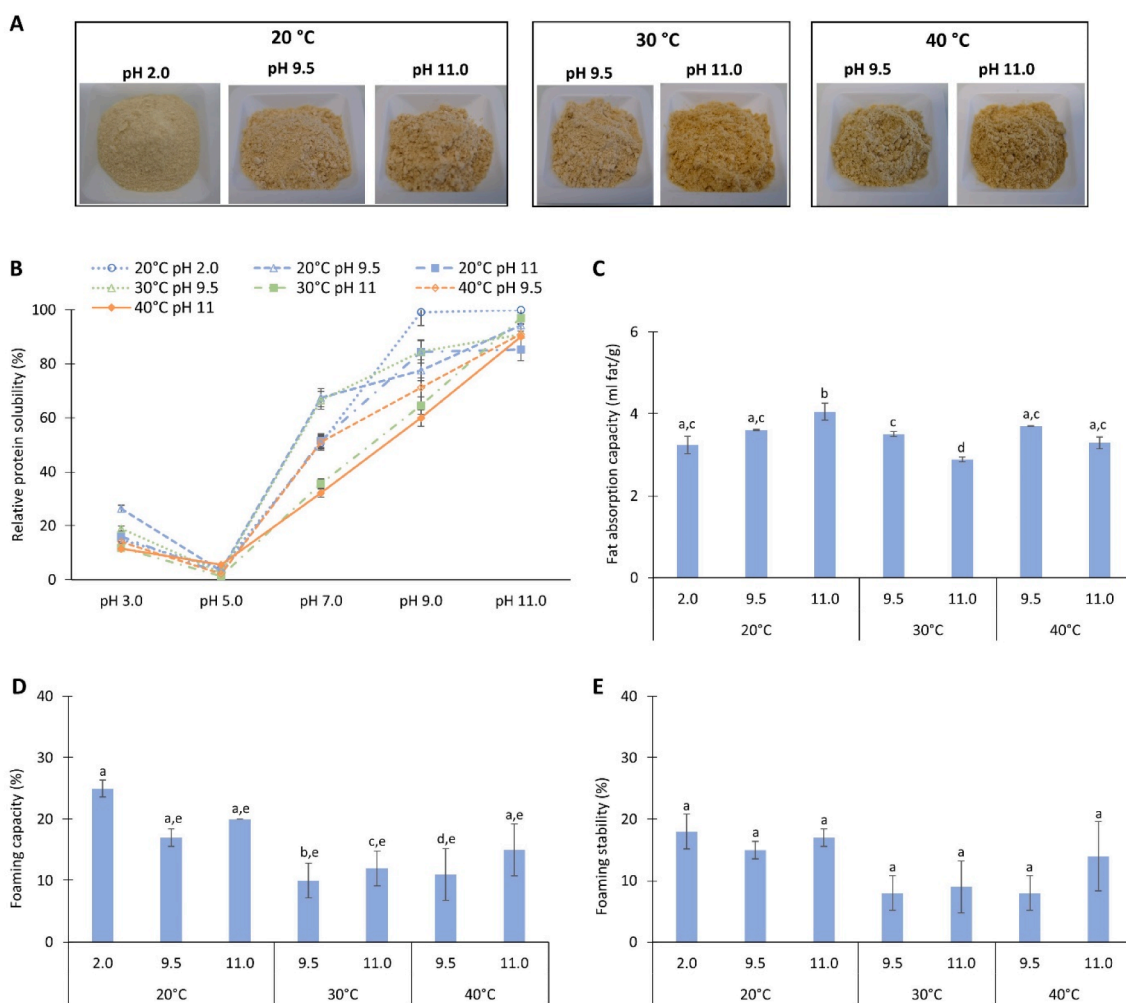 A
20 °C
30 °C
40 °C
pH 2.0
pH 9.5
pH 11.0
pH 9.5
pH 11.0
pH 9.5
pH 11.0
B
20°C pH 2.0
20°C pH 9.5
20°C pH 11
30°C pH 9.5
30°C pH 11
40°C pH 9.5
40°C pH 11
Relative protein solubility (%)
100
80
60
40
20
0
pH 3.0
pH 5.0
pH 7.0
pH 9.0
pH 11.0
C
Fat absorption capacity (ml fat/g)
6
4
2
0
a,c
a,c
b
c
d
a,c
a,c
2.0
9.5
11.0
9.5
11.0
9.5
11.0
20°C
30°C
40°C
D
Foaming capacity (%)
40
30
20
10
0
a
a,e
a,e
b,e
c,e
d,e
a,e
2.0
9.5
11.0
9.5
11.0
9.5
11.0
20°C
30°C
40°C
E
Foaming stability (%)
40
30
20
10
0
a
a
a
a
a
a
a
2.0
9.5
11.0
9.5
11.0
9.5
11.0
20°C
30°C
40°C